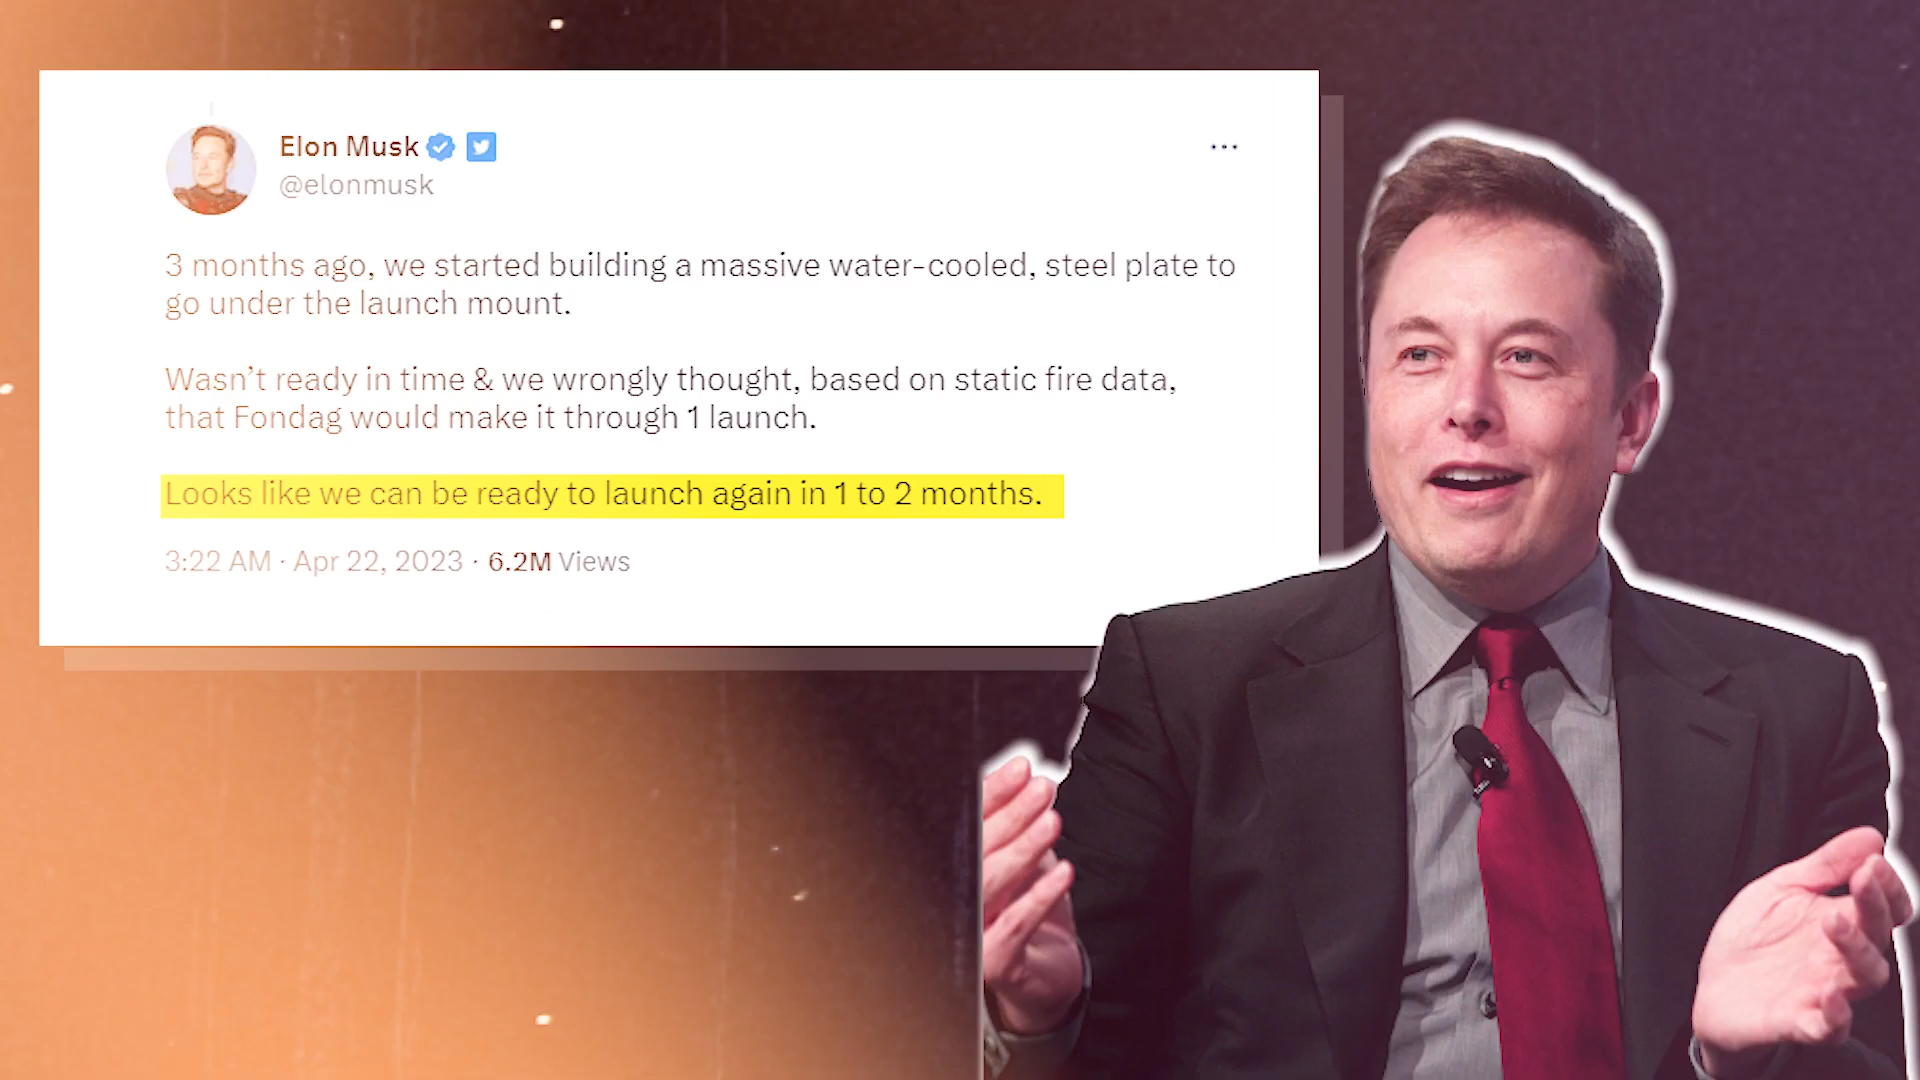 Elon Musk
@elonmusk
3 months ago, we started building a massive water-cooled, steel plate to
go under the launch mount.
Wasn’t ready in time & we wrongly thought, based on static fire data,
that Fondag would make it through 1 launch.
Looks like we can be ready to launch again in 1 to 2 months.
3:22 AM · Apr 22, 2023 · 6.2M Views